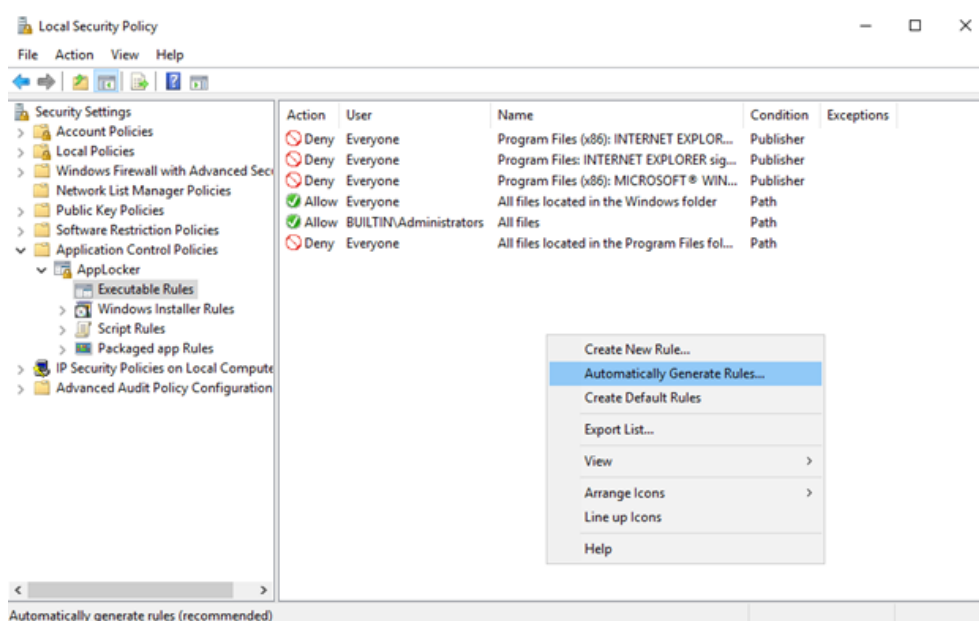 Local Security Policy
File Action View Help
Security Settings
Account Policies
Local Policies
Windows Firewall with Advanced Secu
Network List Manager Policies
Public Key Policies
Software Restriction Policies
Application Control Policies
AppLocker
Executable Rules
Windows Installer Rules
Script Rules
Packaged app Rules
IP Security Policies on Local Compute
Advanced Audit Policy Configuration
Action User Name Condition Exceptions
Deny Everyone Program Files (x86): INTERNET EXPLOR... Publisher
Deny Everyone Program Files: INTERNET EXPLORER sig... Publisher
Deny Everyone Program Files (x86): MICROSOFT® WIN... Publisher
Allow Everyone All files located in the Windows folder Path
Allow BUILTIN\Administrators All files Path
Deny Everyone All files located in the Program Files fol... Path
Create New Rule...
Automatically Generate Rules...
Create Default Rules
Export List...
View
Arrange Icons
Line up Icons
Help
Automatically generate rules (recommended)